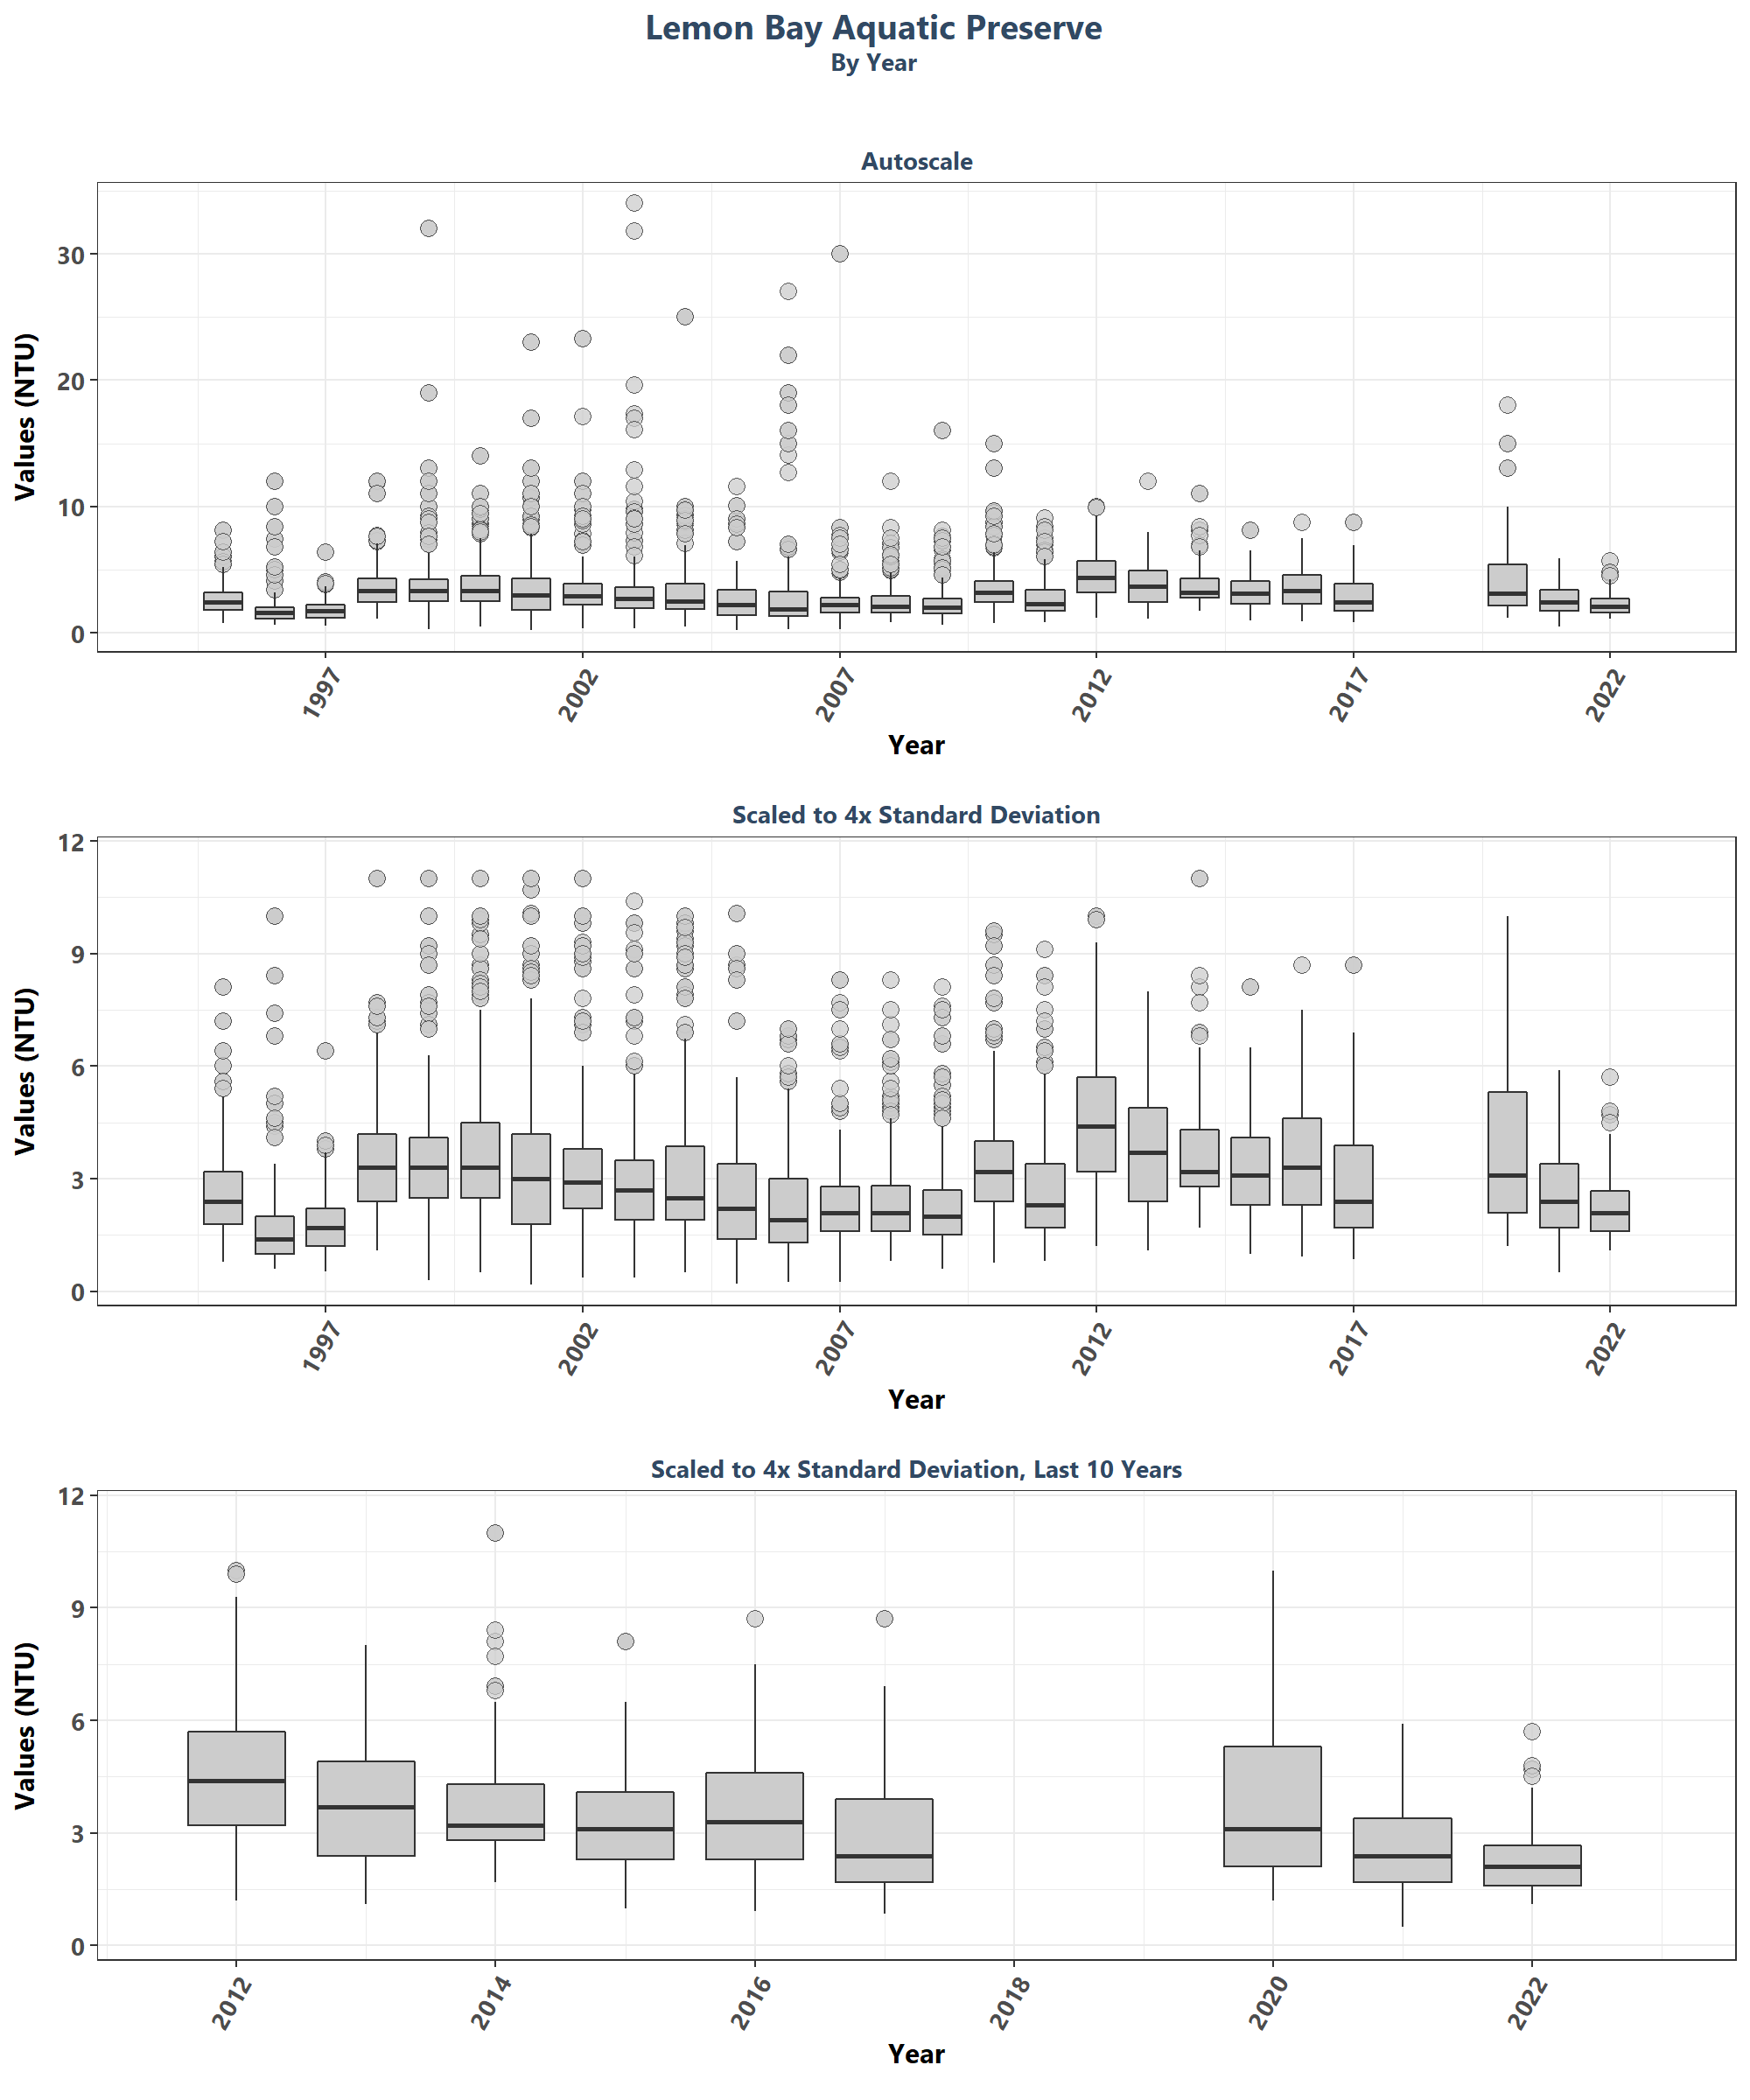 Lemon Bay Aquatic Preserve
By Year
Autoscale
Values (NTU)
30
20
10
0
1997 2002 2007 2012 2017 2022
Year
Scaled to 4x Standard Deviation
Values (NTU)
12
9
6
3
0
1997 2002 2007 2012 2017 2022
Year
Scaled to 4x Standard Deviation, Last 10 Years
Values (NTU)
12
9
6
3
0
2012 2014 2016 2018 2020 2022
Year